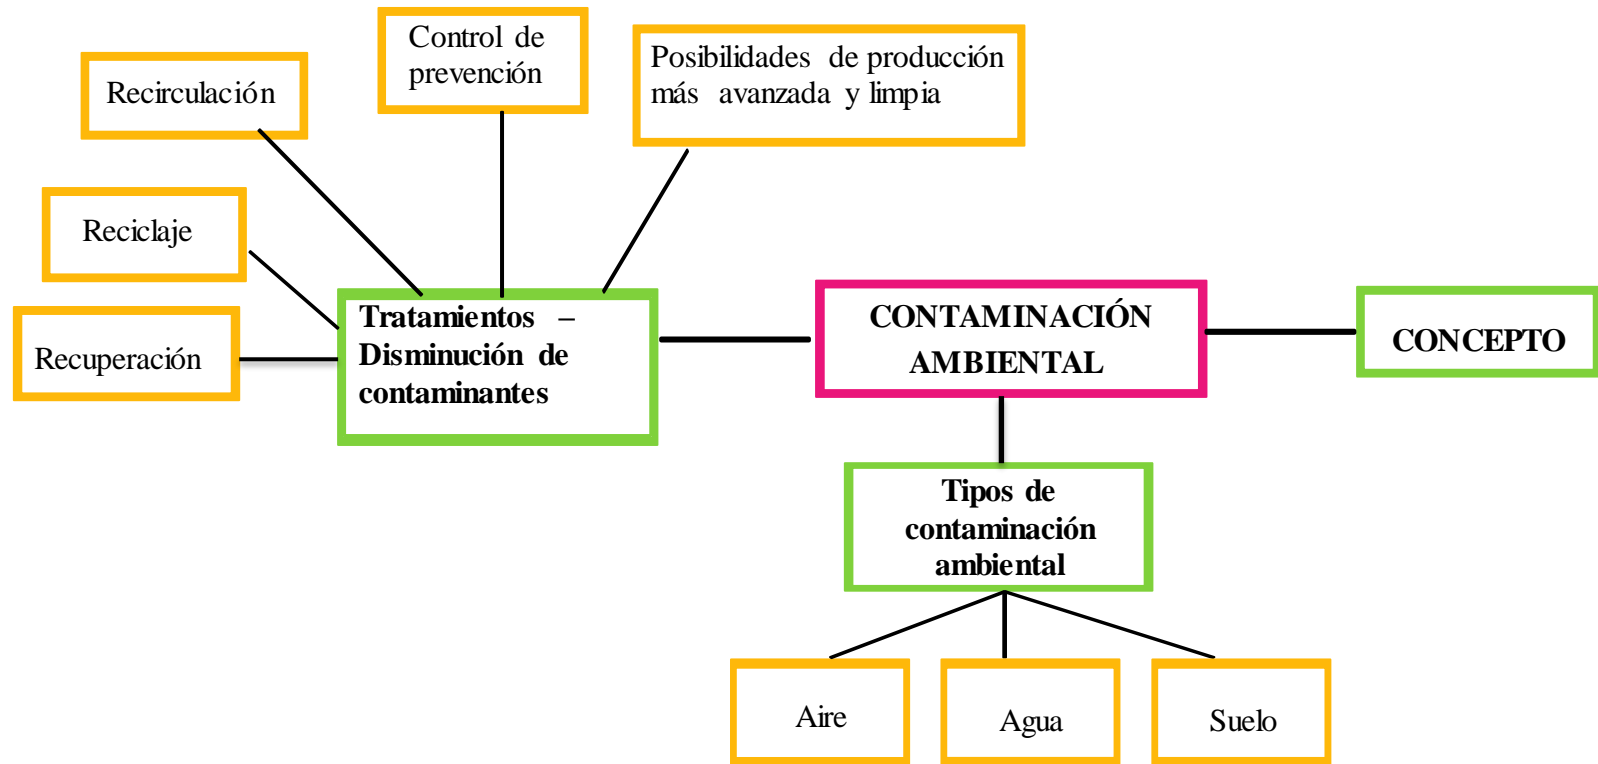 Control de
prevención
Posibilidades de producción
más avanzada y limpia
Recirculación
Reciclaje
Recuperación
Tratamientos –
Disminución de
contaminantes
CONTAMINACIÓN
AMBIENTAL
CONCEPTO
Tipos de
contaminación
ambiental
Aire
Agua
Suelo